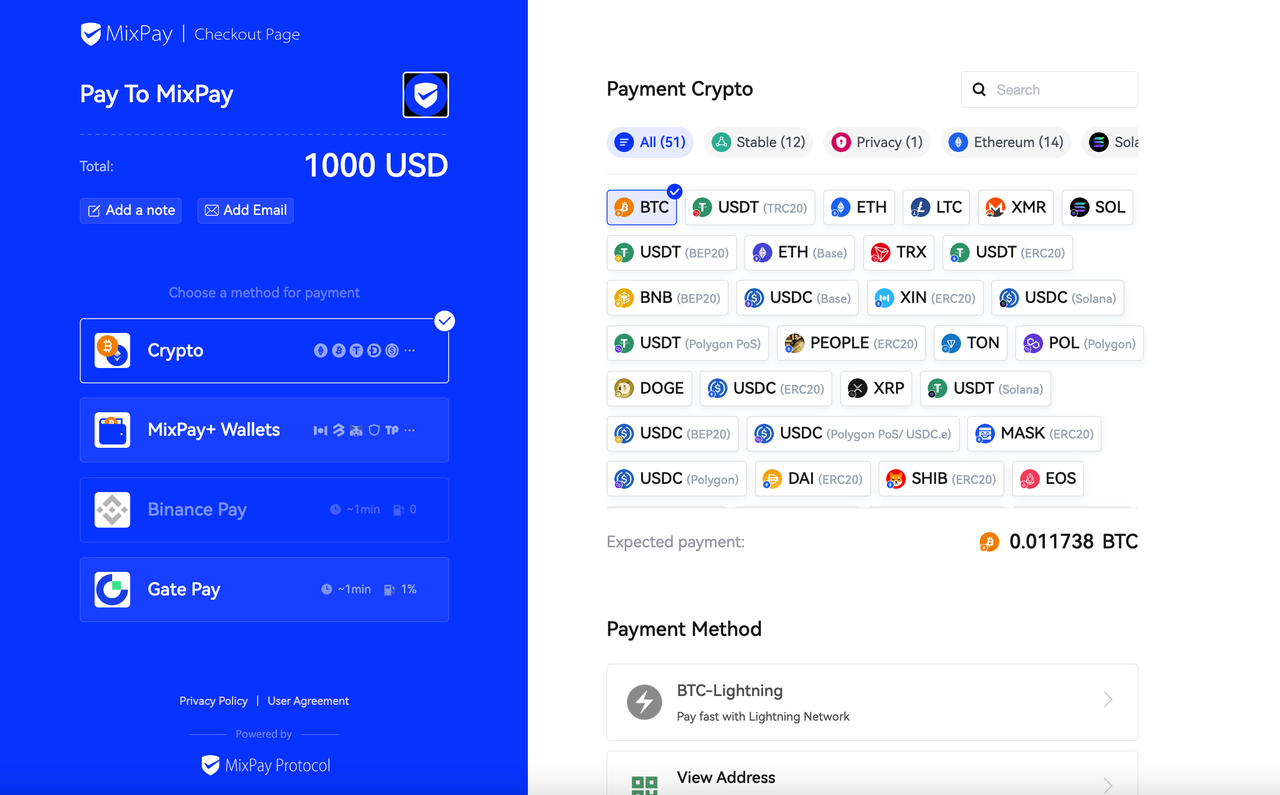 MixPay | Checkout Page
Pay To MixPay
Total: 1000 USD
Add a note Add Email
Choose a method for payment
Crypto
MixPay+ Wallets TP
Binance Pay ~1min 0
Gate Pay ~1min 1%
Privacy Policy | User Agreement
Powered by
MixPay Protocol
Payment Crypto Search
All (51) Stable (12) Privacy (1) Ethereum (14) Sola
BTC USDT (TRC20) ETH LTC XMR SOL
USDT (BEP20) ETH (Base) TRX USDT (ERC20)
BNB (BEP20) USDC (Base) XIN (ERC20) USDC (Solana)
USDT (Polygon PoS) PEOPLE (ERC20) TON POL (Polygon)
DOGE USDC (ERC20) XRP USDT (Solana)
USDC (BEP20) USDC (Polygon PoS/ USDC.e) MASK (ERC20)
USDC (Polygon) DAI (ERC20) SHIB (ERC20) EOS
Expected payment: 0.011738 BTC
Payment Method
BTC-Lightning
Pay fast with Lightning Network
View Address